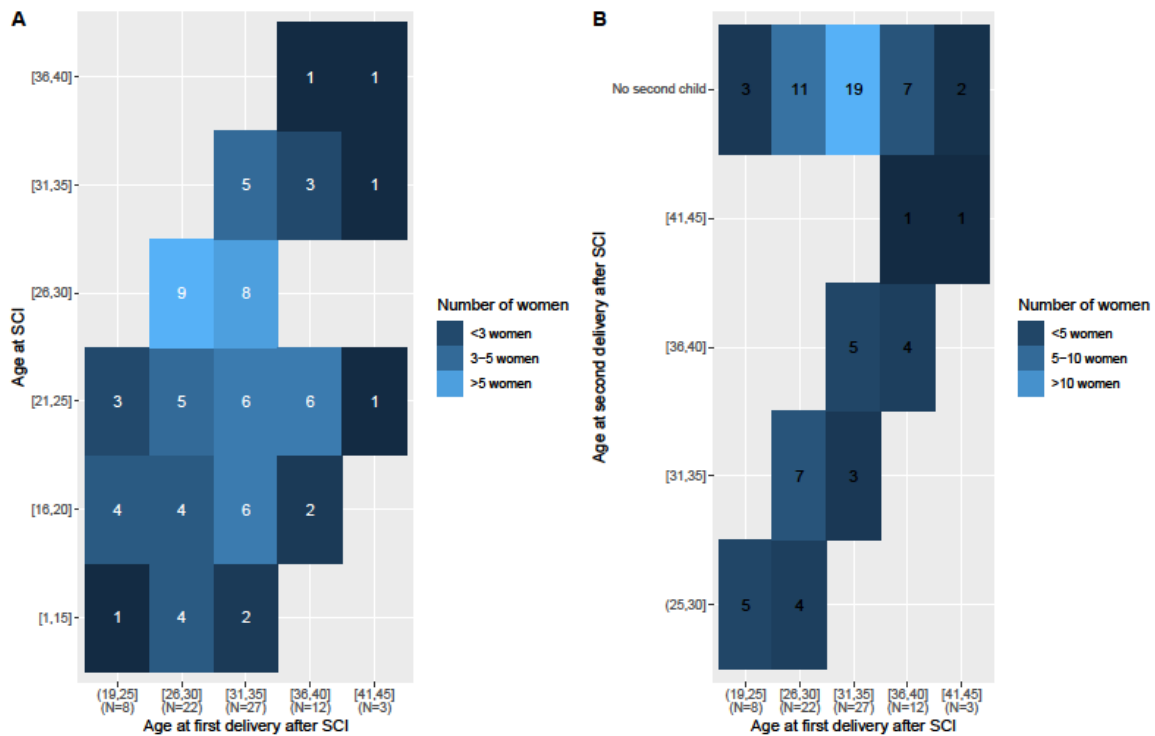 A
Age at SCI
[36,40]
1 1
[31,35]
5 3 1
[26,30]
9 8
[21,25]
3 5 6 6 1
[16,20]
4 4 6 2
[1,15]
1 4 2
(19,25] [26,30] [31,35] [36,40] [41,45]
(N=8) (N=22) (N=27) (N=12) (N=3)
Age at first delivery after SCI
Number of women
<3 women
3−5 women
>5 women
B
Age at second delivery after SCI
No second child
3 11 19 7 2
[41,45]
1 1
[36,40]
5 4
[31,35]
7 3
(25,30]
5 4
(19,25] [26,30] [31,35] [36,40] [41,45]
(N=8) (N=22) (N=27) (N=12) (N=3)
Age at first delivery after SCI
Number of women
<5 women
5−10 women
>10 women